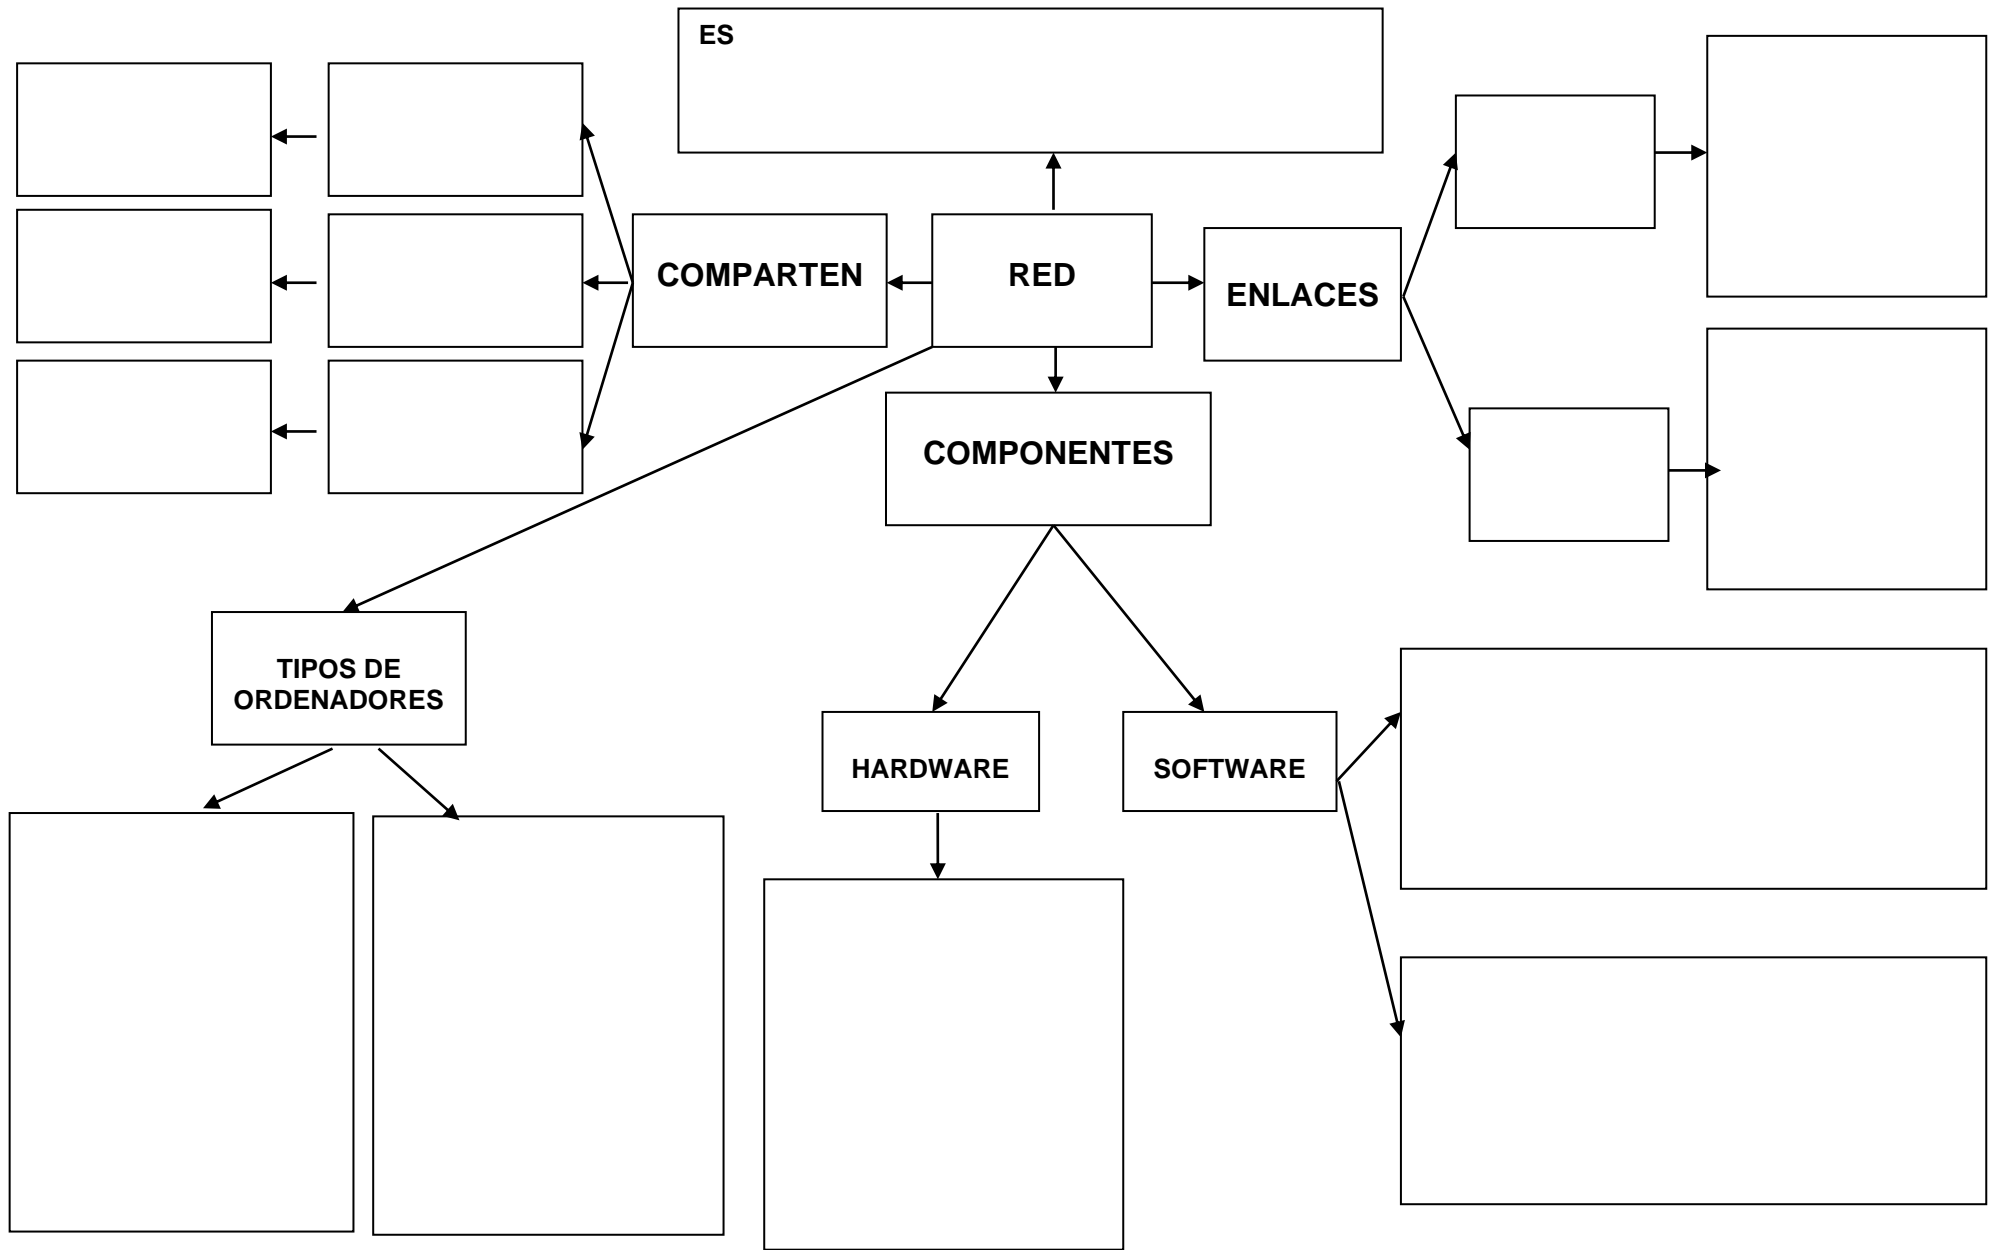 ES
COMPARTEN
RED
ENLACES
COMPONENTES
TIPOS DE
ORDENADORES
HARDWARE
SOFTWARE